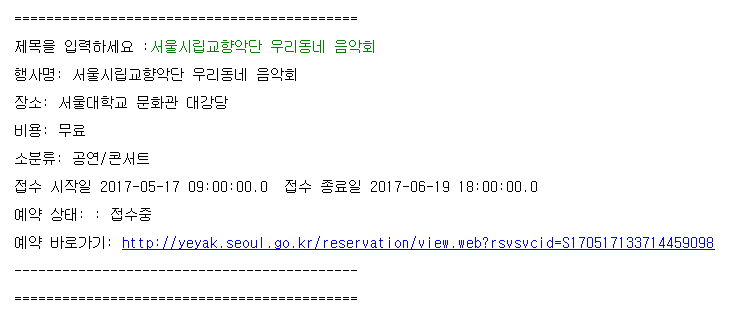 ===========================================
제목을 입력하세요 :서울시립교향악단 우리동네 음악회
행사명: 서울시립교향악단 우리동네 음악회
장소: 서울대학교 문화관 대강당
비용: 무료
소분류: 공연/콘서트
접수 시작일 2017-05-17 09:00:00.0  접수 종료일 2017-06-19 18:00:00.0
예약 상태: : 접수중
예약 바로가기: http://yeyak.seoul.go.kr/reservation/view.web?rsvsvcid=S170517133714459098
-------------------------------------------
===========================================